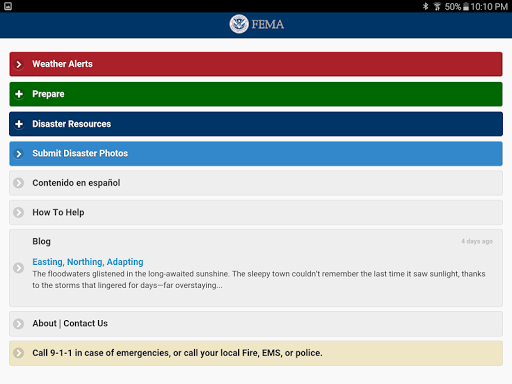 50% 10:10 PM
FEMA
Weather Alerts
Prepare
Disaster Resources
Submit Disaster Photos
Contenido en español
How To Help
Blog 4 days ago
Easting, Northing, Adapting
The floodwaters glistened in the long-awaited sunshine. The sleepy town couldn't remember the last time it saw sunlight, thanks
to the storms that lingered for days—far overstaying...
About | Contact Us
Call 9-1-1 in case of emergencies, or call your local Fire, EMS, or police.